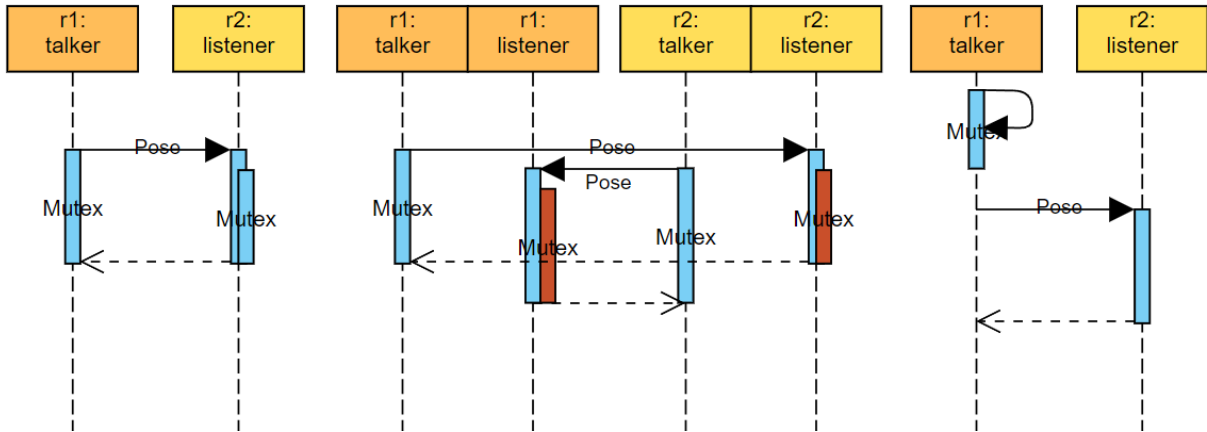 r1:
talker
r2:
listener
Pose
Mutex
Mutex
r1:
talker
r1:
listener
r2:
talker
r2:
listener
Pose
Pose
Mutex
Mutex
Mutex
Mutex
r1:
talker
r2:
listener
Mutex
Pose